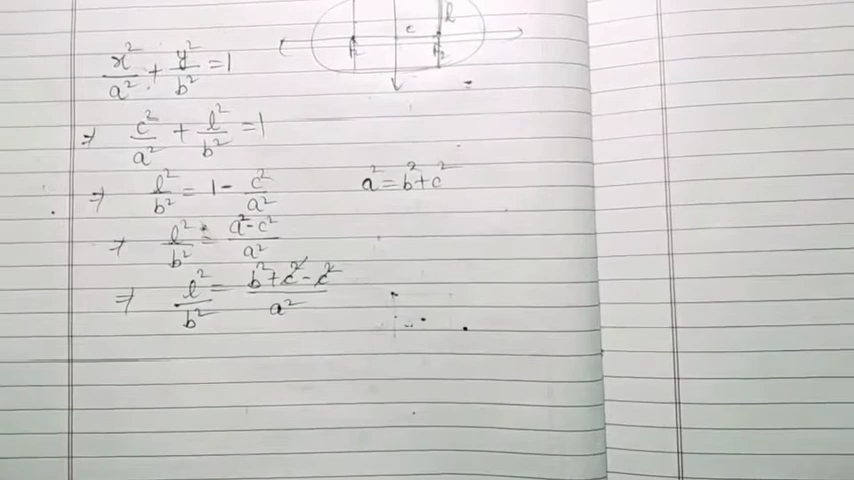 l
c
F₂
x²/a² + y²/b² = 1
⇒ c²/a² + l²/b² = 1
⇒ l²/b² = 1 - c²/a² a² = b² + c²
⇒ l²/b² = a² - c²/a²
⇒ l²/b² = b² + c² - c²/a²